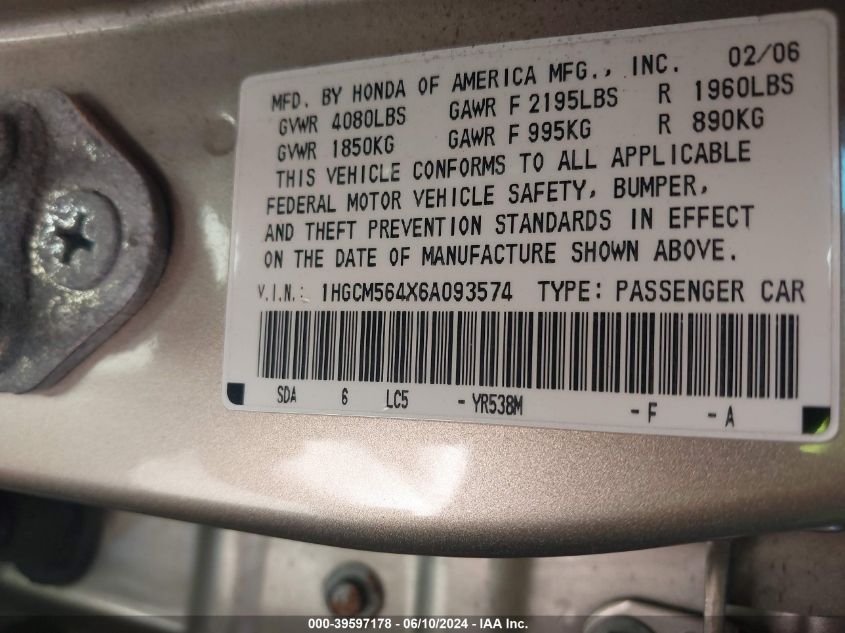 02/06
MFD. BY HONDA OF AMERICA MFG., INC.
GVWR 4080LBS GAWR F 2195LBS R 1960LBS
GVWR 1850KG GAWR F 995KG R 890KG
THIS VEHICLE CONFORMS TO ALL APPLICABLE
FEDERAL MOTOR VEHICLE SAFETY, BUMPER,
AND THEFT PREVENTION STANDARDS IN EFFECT
ON THE DATE OF MANUFACTURE SHOWN ABOVE.
V.I.N.: 1HGCM564X6A093574 TYPE: PASSENGER CAR
SDA 6 LC5 -YR538M -F -A
000-39597178 - 06/10/2024 - IAA Inc.